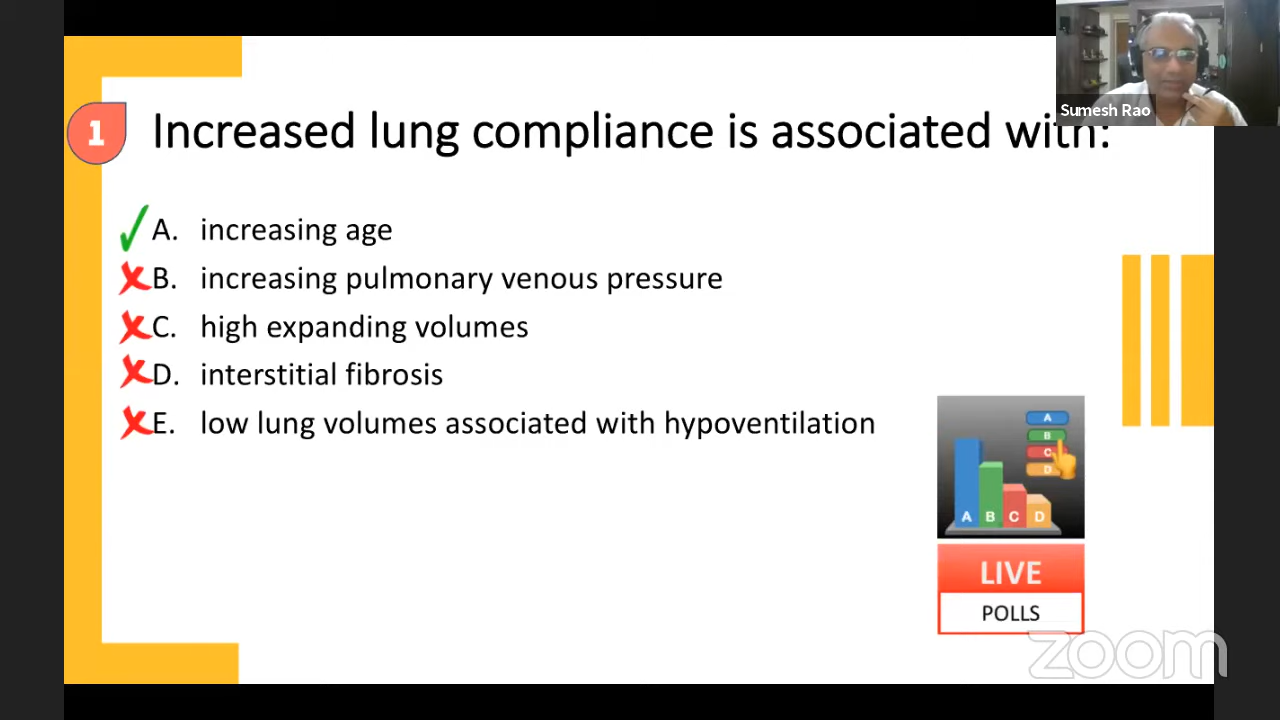 Sumesh Rao
1 Increased lung compliance is associated with:
A. increasing age
B. increasing pulmonary venous pressure
C. high expanding volumes
D. interstitial fibrosis
E. low lung volumes associated with hypoventilation
A
B
C
D
A B C D
LIVE
POLLS
zoom